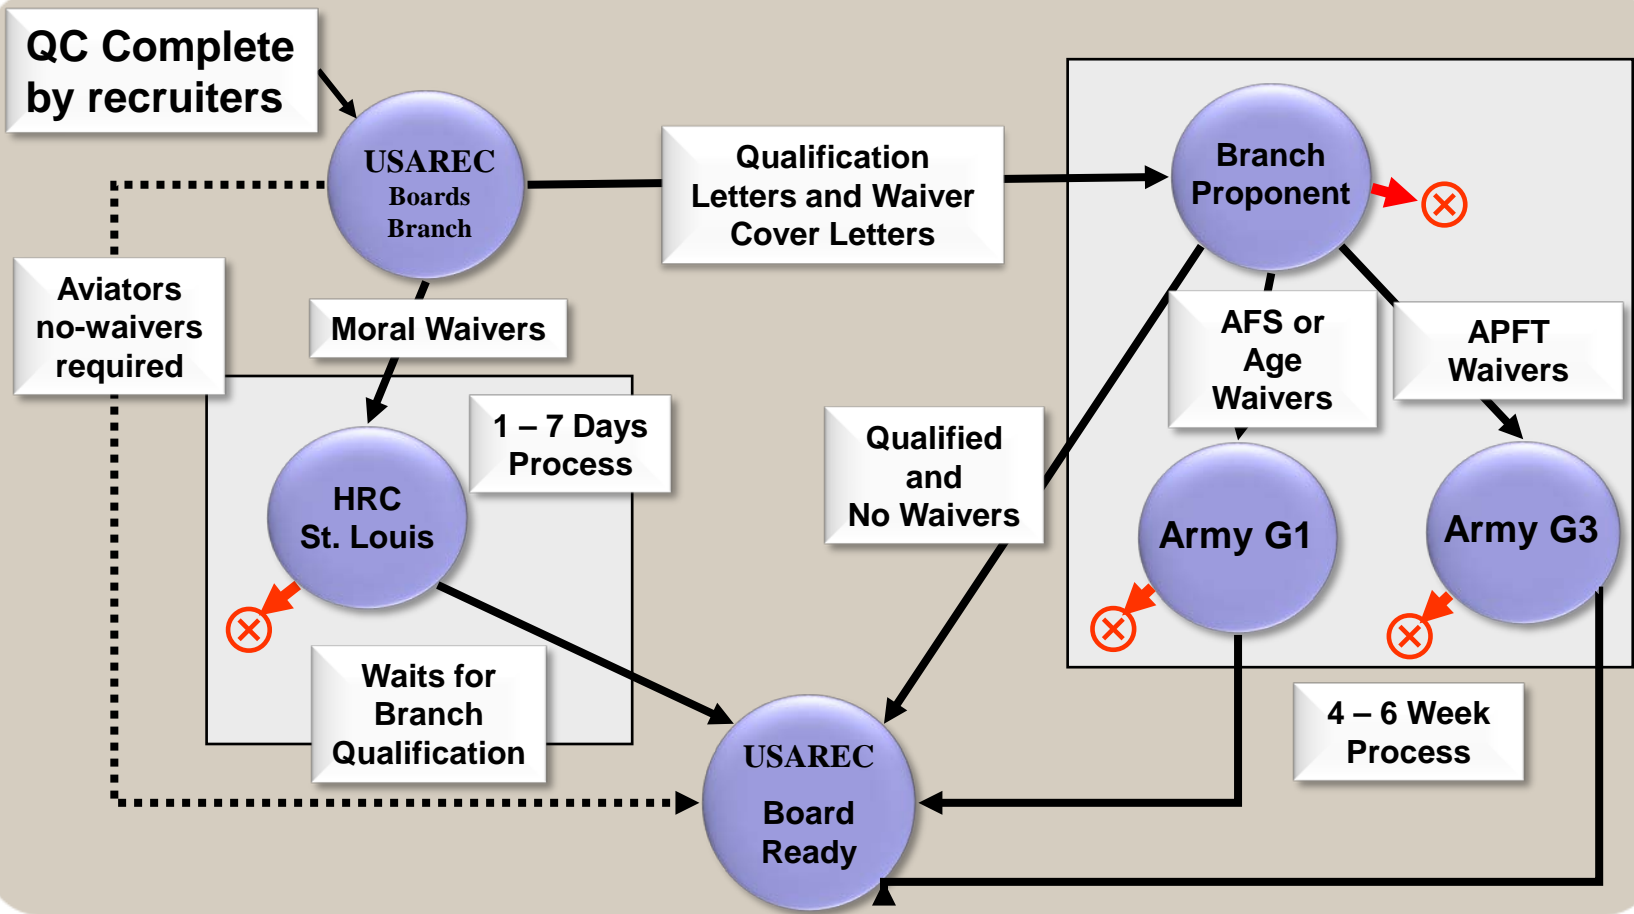 QC Complete
by recruiters
USAREC
Boards
Branch
Qualification
Letters and Waiver
Cover Letters
Branch
Proponent
Aviators
no-waivers
required
Moral Waivers
AFS or
Age
Waivers
APFT
Waivers
1 – 7 Days
Process
Qualified
and
No Waivers
HRC
St. Louis
Army G1
Army G3
Waits for
Branch
Qualification
4 – 6 Week
Process
USAREC
Board
Ready